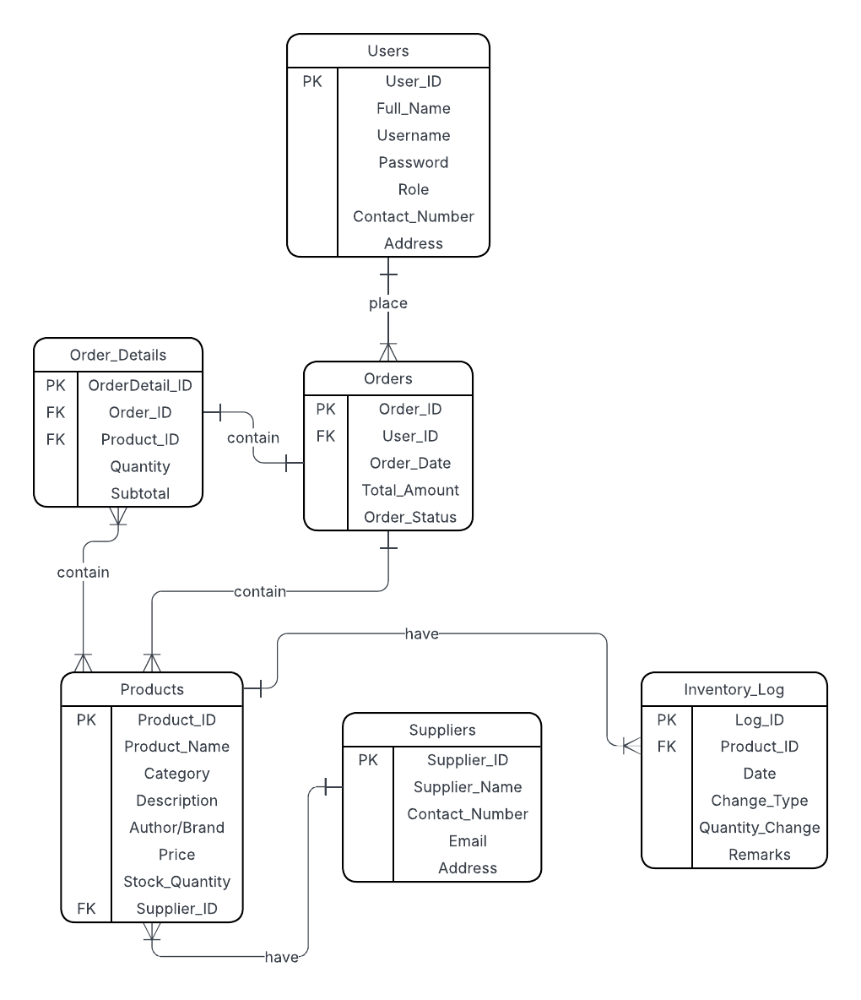 Users
PK User_ID
Full_Name
Username
Password
Role
Contact_Number
Address
place
Order_Details
PK OrderDetail_ID
FK Order_ID
FK Product_ID
Quantity
Subtotal
contain
Orders
PK Order_ID
FK User_ID
Order_Date
Total_Amount
Order_Status
contain
contain
have
Products
PK Product_ID
Product_Name
Category
Description
Author/Brand
Price
Stock_Quantity
FK Supplier_ID
Suppliers
PK Supplier_ID
Supplier_Name
Contact_Number
Email
Address
Inventory_Log
PK Log_ID
FK Product_ID
Date
Change_Type
Quantity_Change
Remarks
have